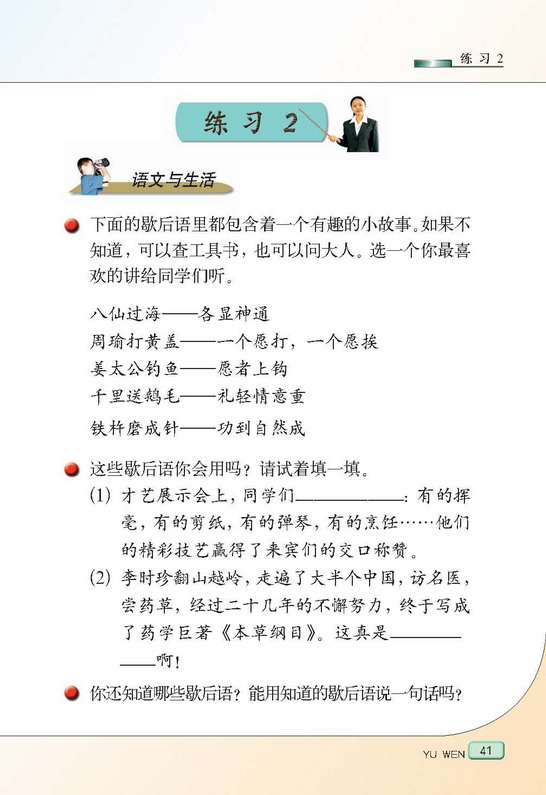 练 习 2
练 习 2
语文与生活
下面的歇后语里都包含着一个有趣的小故事。如果不
知道，可以查工具书，也可以问大人。选一个你最喜
欢的讲给同学们听。
八仙过海——各显神通
周瑜打黄盖——一个愿打，一个愿挨
姜太公钓鱼——愿者上钩
千里送鹅毛——礼轻情意重
铁杵磨成针——功到自然成
这些歇后语你会用吗？请试着填一填。
(1) 才艺展示会上，同学们__________：有的挥
毫，有的剪纸，有的弹琴，有的烹饪……他们
的精彩技艺赢得了来宾们的交口称赞。
(2) 李时珍翻山越岭，走遍了大半个中国，访名医，
尝药草，经过二十几年的不懈努力，终于写成
了药学巨著《本草纲目》。这真是_______
____啊！
你还知道哪些歇后语？能用知道的歇后语说一句话吗？
YU WEN 41